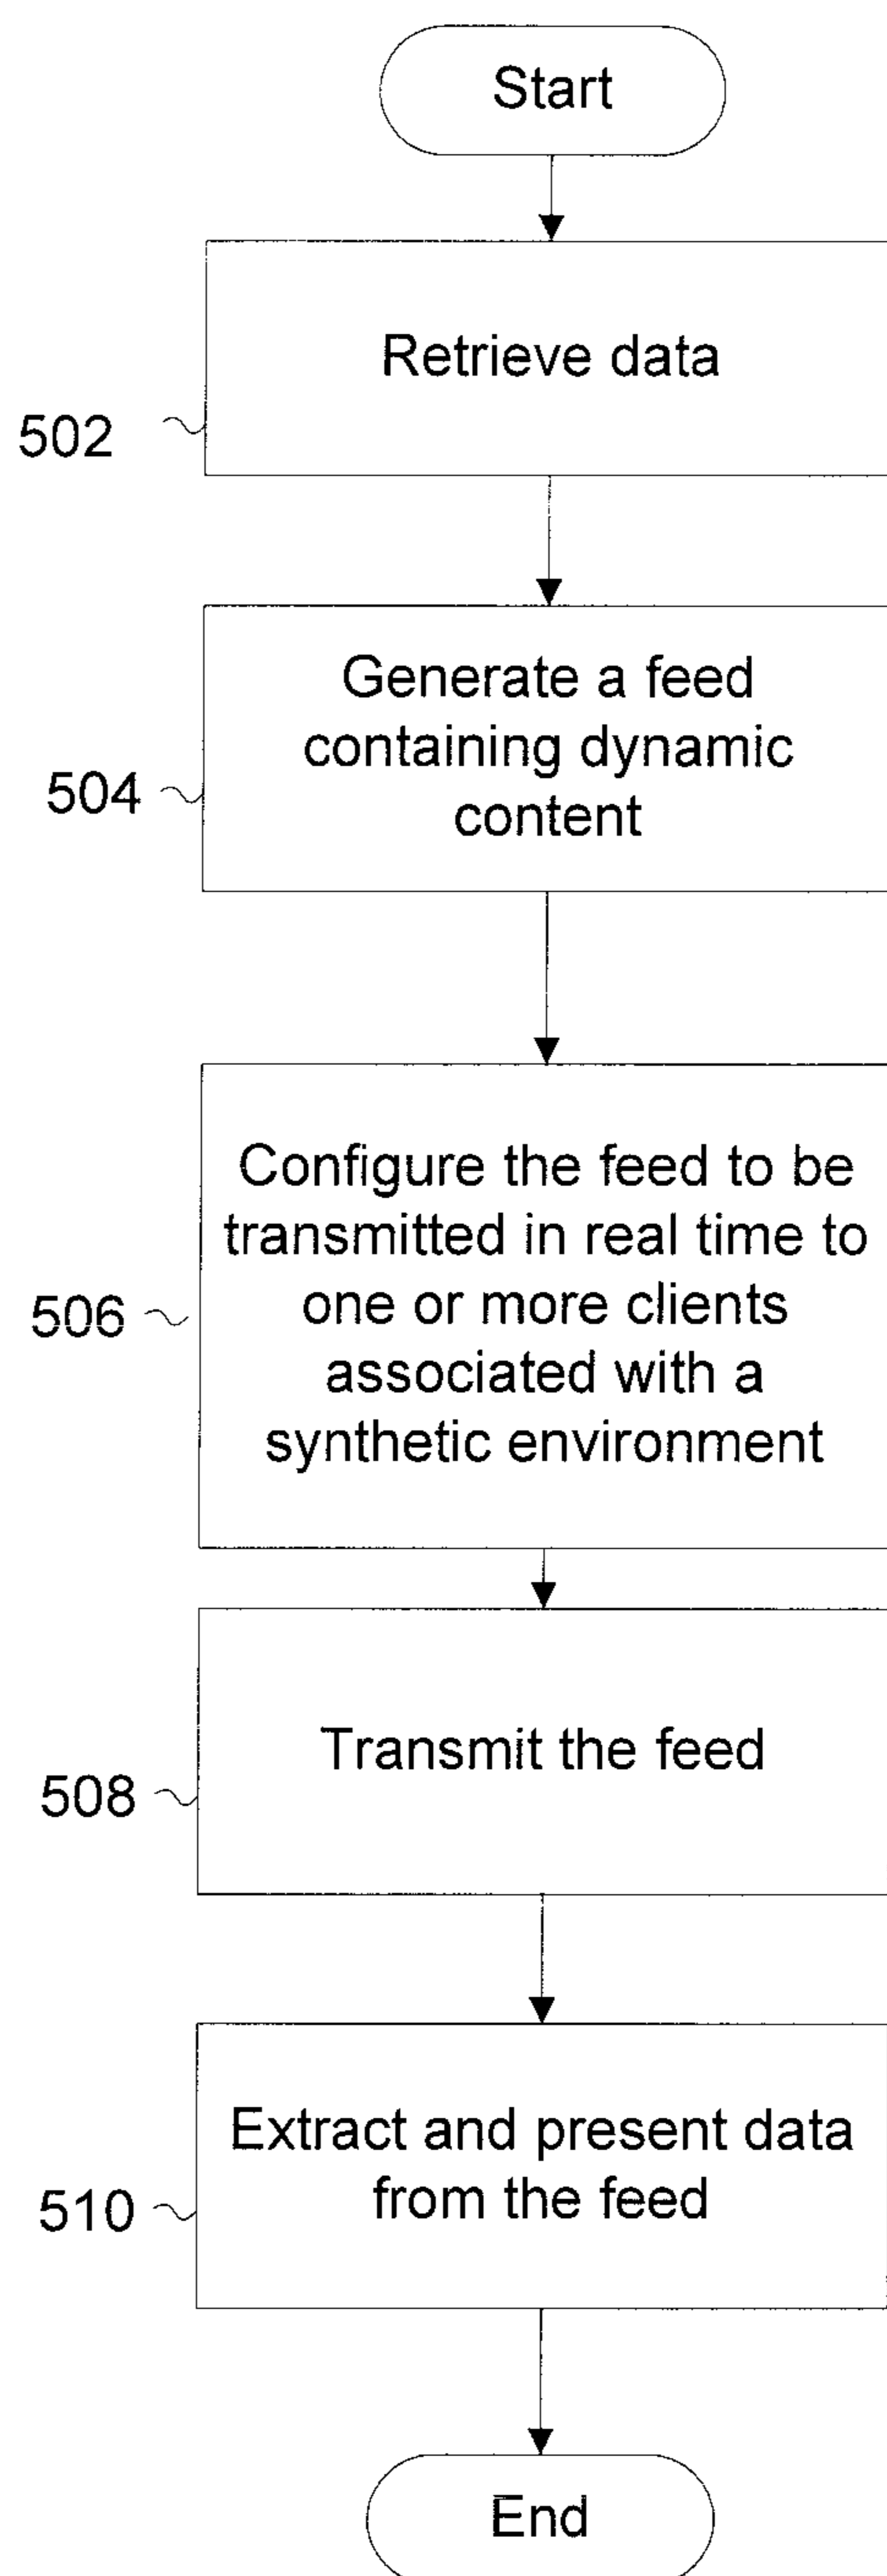 Start
Retrieve data
502
Generate a feed
containing dynamic
content
504
Configure the feed to be
transmitted in real time to
one or more clients
associated with a
synthetic environment
506
Transmit the feed
508
Extract and present data
from the feed
510
End